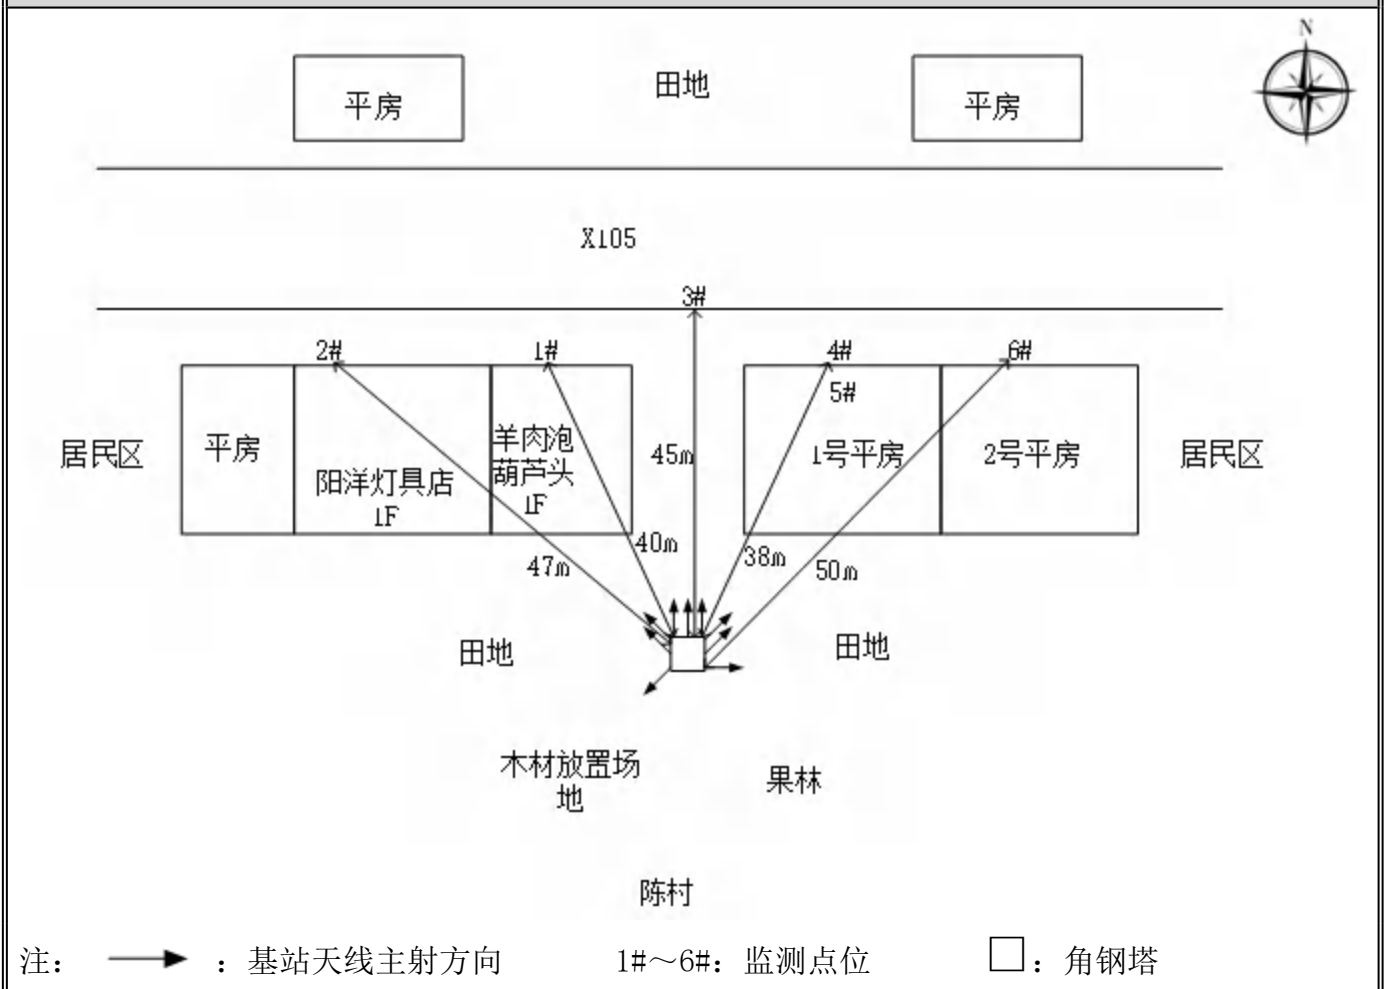 N
平房
田地
平房
X105
3#
2#
1#
4#
6#
5#
居民区
平房
阳洋灯具店
1F
羊肉泡
葫芦头
1F
45m
1号平房
2号平房
居民区
40m
47m
38m
50m
田地
田地
木材放置场
地
果林
陈村
注： ：基站天线主射方向 1#～6#：监测点位 ：角钢塔